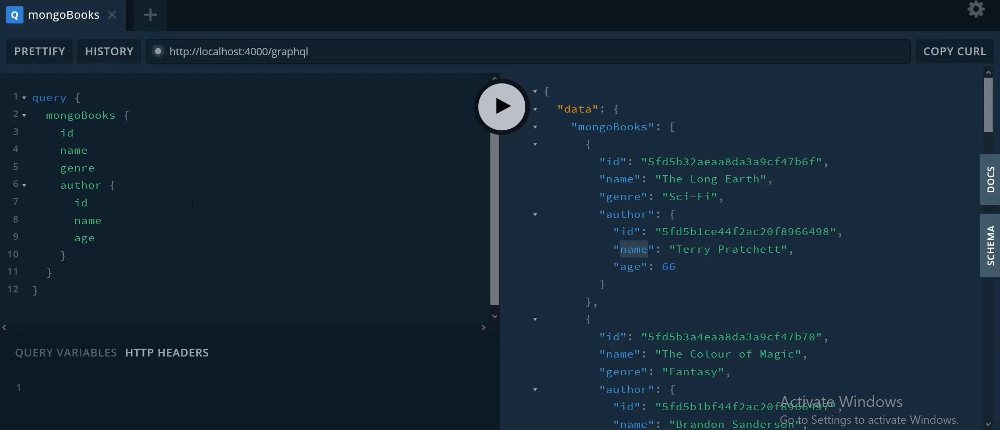 Q mongoBooks
PRETTIFY HISTORY http://localhost:4000/graphql COPY CURL
1 query {
2 mongoBooks {
3 id
4 name
5 genre
6 author {
7 id
8 name
9 age
10 }
11 }
12 }
QUERY VARIABLES HTTP HEADERS
1
{
"data": {
"mongoBooks": [
{
"id": "5fd5b32aeaa8da3a9cf47b6f",
"name": "The Long Earth",
"genre": "Sci-Fi",
"author": {
"id": "5fd5b1ce44f2ac20f8966498",
"name": "Terry Pratchett",
"age": 66
}
},
{
"id": "5fd5b3a4eaa8da3a9cf47b70",
"name": "The Colour of Magic",
"genre": "Fantasy",
"author": {
"id": "5fd5b1bf44f2ac20f8966497",
"name": "Brandon Sanderson",
DOCS
SCHEMA
Activate Windows
Go to Settings to activate Windows.